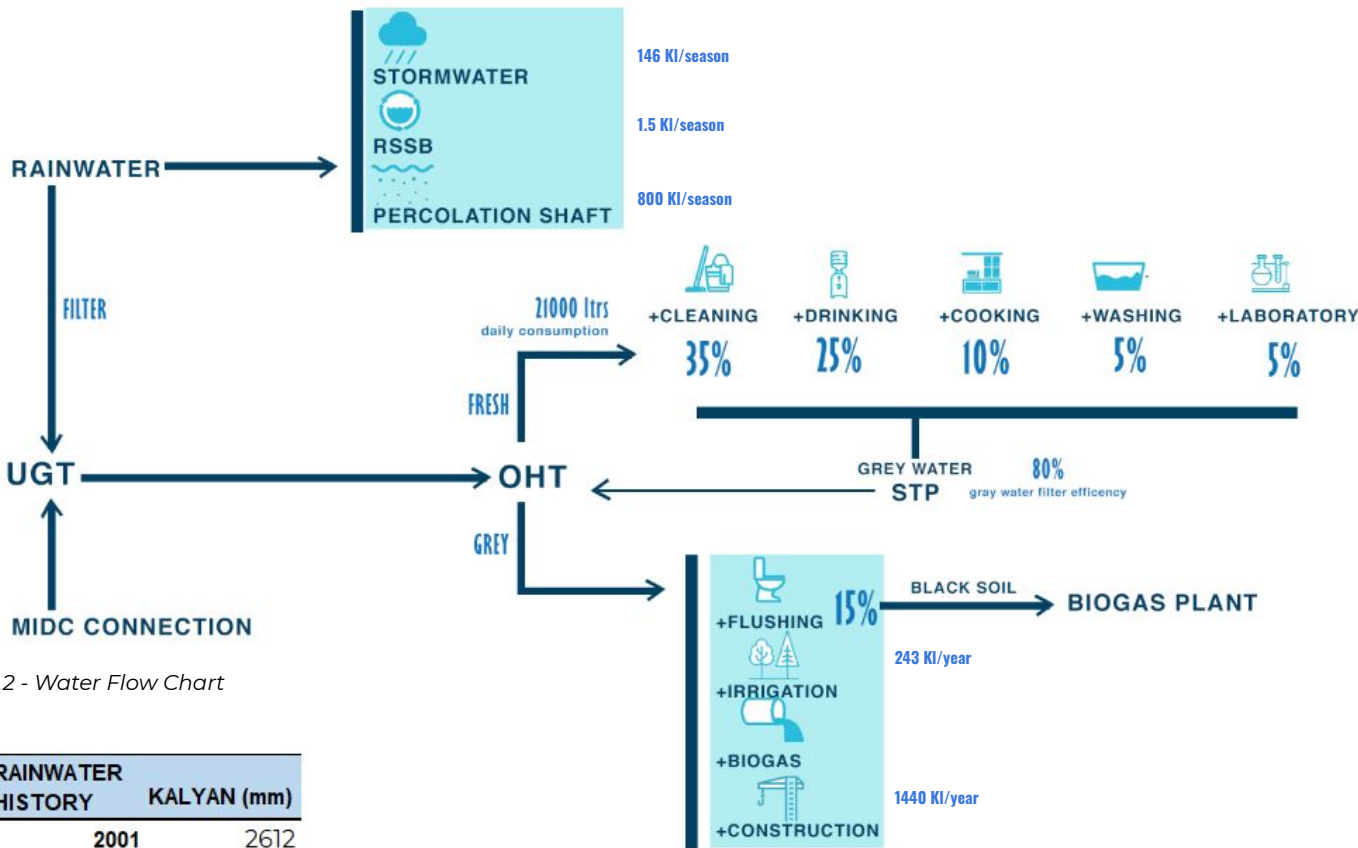 146 Kl/season
STORMWATER
1.5 Kl/season
RSSB
RAINWATER
800 Kl/season
PERCOLATION SHAFT
FILTER
21000 ltrs
daily consumption
+CLEANING
+DRINKING
+COOKING
+WASHING
+LABORATORY
35%
25%
10%
5%
5%
FRESH
UGT
OHT
GREY WATER
STP
80%
gray water filter efficency
GREY
MIDC CONNECTION
+FLUSHING
15%
BLACK SOIL
BIOGAS PLANT
243 Kl/year
+IRRIGATION
+BIOGAS
1440 Kl/year
+CONSTRUCTION
.2 - Water Flow Chart
RAINWATER
HISTORY
KALYAN (mm)
2001 2612